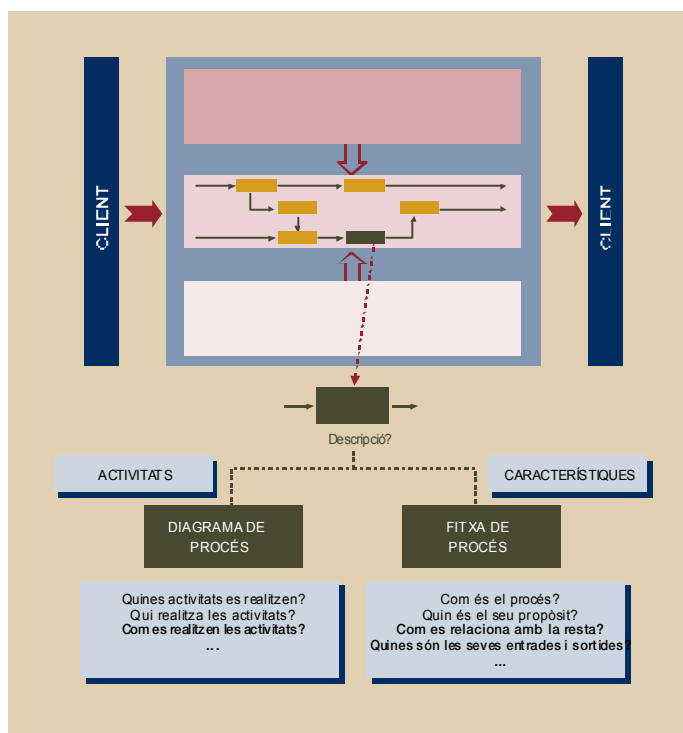 CLIENT
CLIENT
Descripció?
ACTIVITATS
CARACTERÍSTIQUES
DIAGRAMA DE
PROCÉS
FITXA DE
PROCÉS
Quines activitats es realitzen?
Qui realitza les activitats?
Com es realitzen les activitats?
...
Com és el procés?
Quin és el seu propòsit?
Com es relaciona amb la resta?
Quines són les seves entrades i sortides?
...